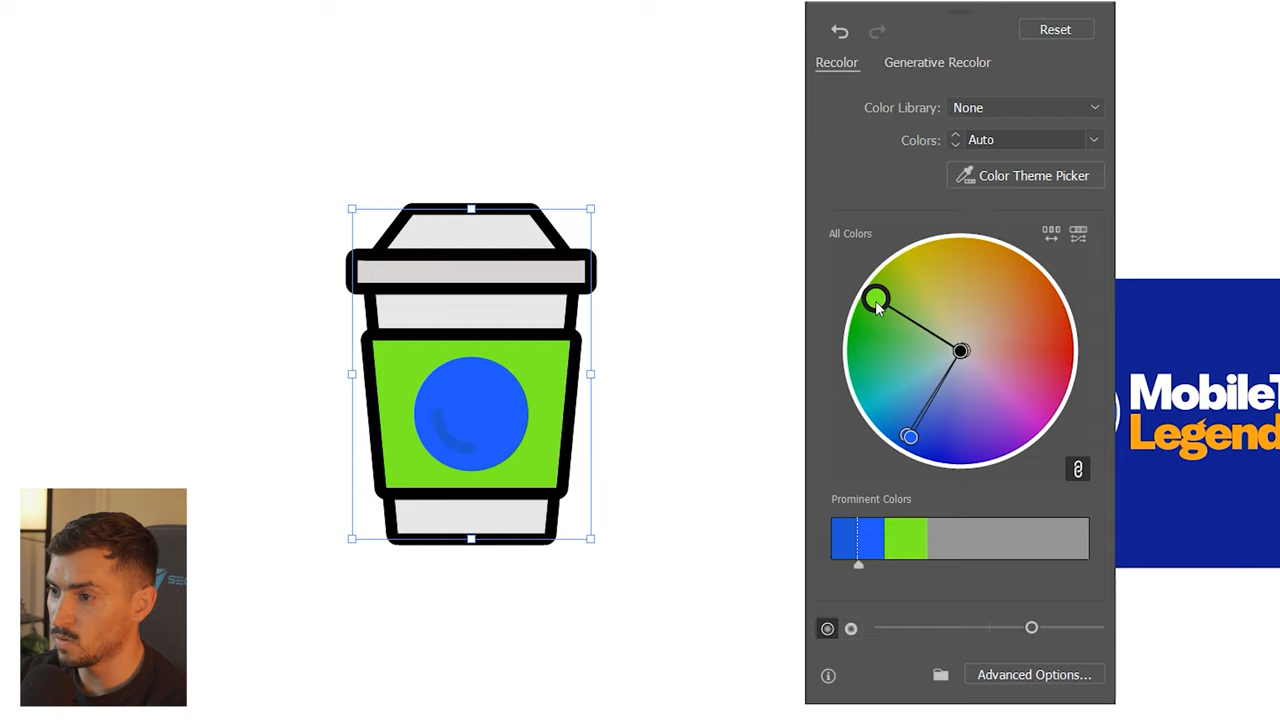 Reset
Recolor Generative Recolor
Color Library: None
Colors: Auto
Color Theme Picker
All Colors
Prominent Colors
Advanced Options...
MobileT
Legend
SEC